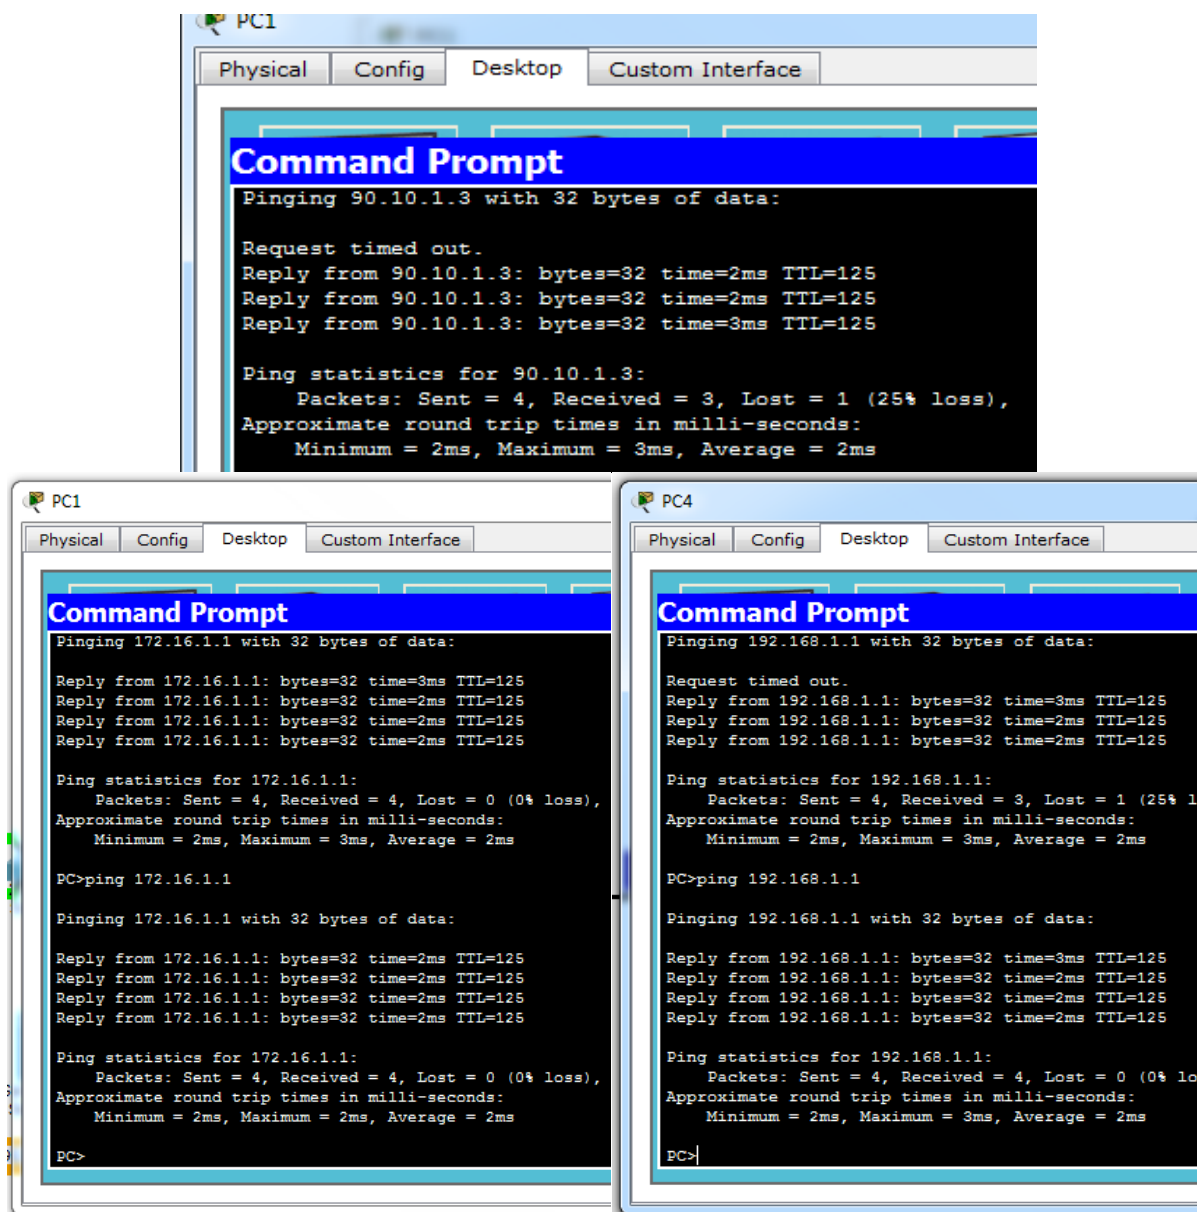 PC1
Physical Config Desktop Custom Interface
Command Prompt
Pinging 90.10.1.3 with 32 bytes of data:
Request timed out.
Reply from 90.10.1.3: bytes=32 time=2ms TTL=125
Reply from 90.10.1.3: bytes=32 time=2ms TTL=125
Reply from 90.10.1.3: bytes=32 time=3ms TTL=125
Ping statistics for 90.10.1.3:
Packets: Sent = 4, Received = 3, Lost = 1 (25% loss),
Approximate round trip times in milli-seconds:
Minimum = 2ms, Maximum = 3ms, Average = 2ms
PC1
Physical Config Desktop Custom Interface
Command Prompt
Pinging 172.16.1.1 with 32 bytes of data:
Reply from 172.16.1.1: bytes=32 time=3ms TTL=125
Reply from 172.16.1.1: bytes=32 time=2ms TTL=125
Reply from 172.16.1.1: bytes=32 time=2ms TTL=125
Reply from 172.16.1.1: bytes=32 time=2ms TTL=125
Ping statistics for 172.16.1.1:
Packets: Sent = 4, Received = 4, Lost = 0 (0% loss),
Approximate round trip times in milli-seconds:
Minimum = 2ms, Maximum = 3ms, Average = 2ms
PC>ping 172.16.1.1
Pinging 172.16.1.1 with 32 bytes of data:
Reply from 172.16.1.1: bytes=32 time=2ms TTL=125
Reply from 172.16.1.1: bytes=32 time=2ms TTL=125
Reply from 172.16.1.1: bytes=32 time=2ms TTL=125
Reply from 172.16.1.1: bytes=32 time=2ms TTL=125
Ping statistics for 172.16.1.1:
Packets: Sent = 4, Received = 4, Lost = 0 (0% loss),
Approximate round trip times in milli-seconds:
Minimum = 2ms, Maximum = 2ms, Average = 2ms
PC>
PC4
Physical Config Desktop Custom Interface
Command Prompt
Pinging 192.168.1.1 with 32 bytes of data:
Request timed out.
Reply from 192.168.1.1: bytes=32 time=3ms TTL=125
Reply from 192.168.1.1: bytes=32 time=2ms TTL=125
Reply from 192.168.1.1: bytes=32 time=2ms TTL=125
Ping statistics for 192.168.1.1:
Packets: Sent = 4, Received = 3, Lost = 1 (25% l
Approximate round trip times in milli-seconds:
Minimum = 2ms, Maximum = 3ms, Average = 2ms
PC>ping 192.168.1.1
Pinging 192.168.1.1 with 32 bytes of data:
Reply from 192.168.1.1: bytes=32 time=3ms TTL=125
Reply from 192.168.1.1: bytes=32 time=2ms TTL=125
Reply from 192.168.1.1: bytes=32 time=2ms TTL=125
Reply from 192.168.1.1: bytes=32 time=2ms TTL=125
Ping statistics for 192.168.1.1:
Packets: Sent = 4, Received = 4, Lost = 0 (0% lo
Approximate round trip times in milli-seconds:
Minimum = 2ms, Maximum = 3ms, Average = 2ms
PC>